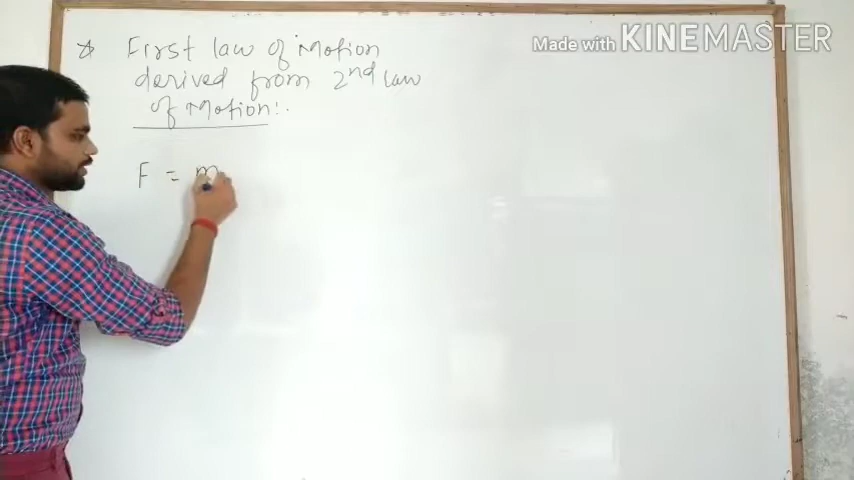 ☆ First law of Motion
derived from 2nd law
of Motion:.
F = m
Made with KINEMASTER